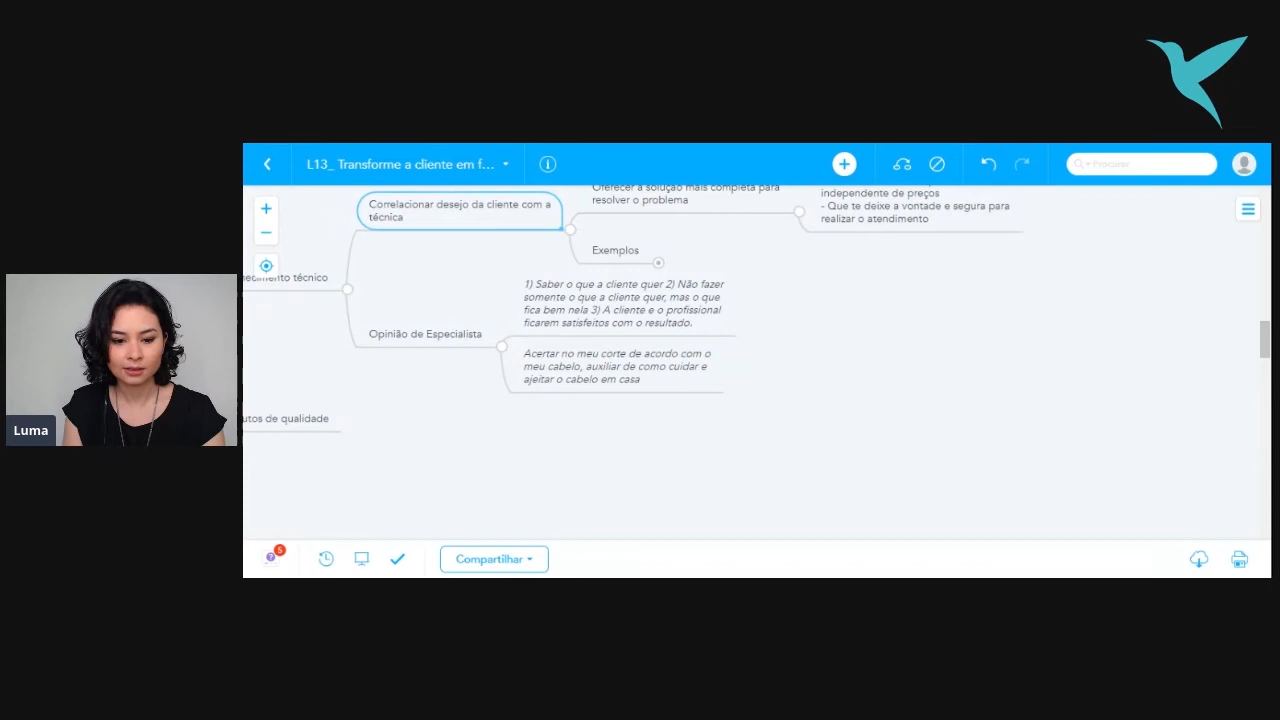 L13_ Transforme a cliente em f...
Procurar
Oferecer a solução mais completa para
resolver o problema
independente de preços
- Que te deixe a vontade e segura para
realizar o atendimento
Correlacionar desejo da cliente com a
técnica
Exemplos
técnico
1) Saber o que a cliente quer 2) Não fazer
somente o que a cliente quer, mas o que
fica bem nela 3) A cliente e o profissional
ficarem satisfeitos com o resultado.
Opinião de Especialista
Acertar no meu corte de acordo com o
meu cabelo, auxiliar de como cuidar e
ajeitar o cabelo em casa
utos de qualidade
Luma
5
Compartilhar